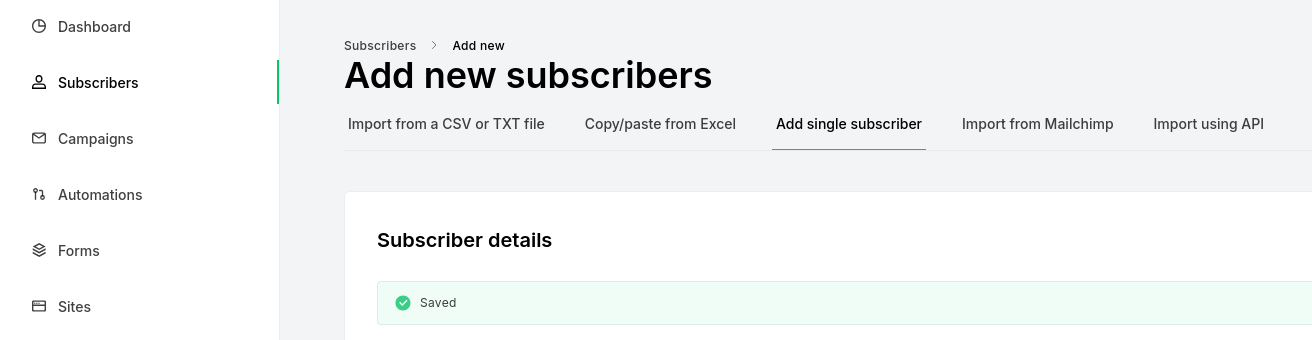 Dashboard
Subscribers
Campaigns
Automations
Forms
Sites
Subscribers > Add new
Add new subscribers
Import from a CSV or TXT file Copy/paste from Excel Add single subscriber Import from Mailchimp Import using API
Subscriber details
Saved